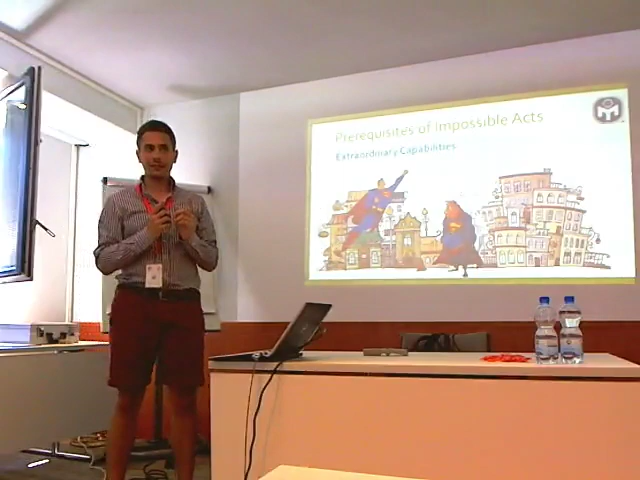 Prerequisites of Impossible Acts
Extraordinary Capabilities